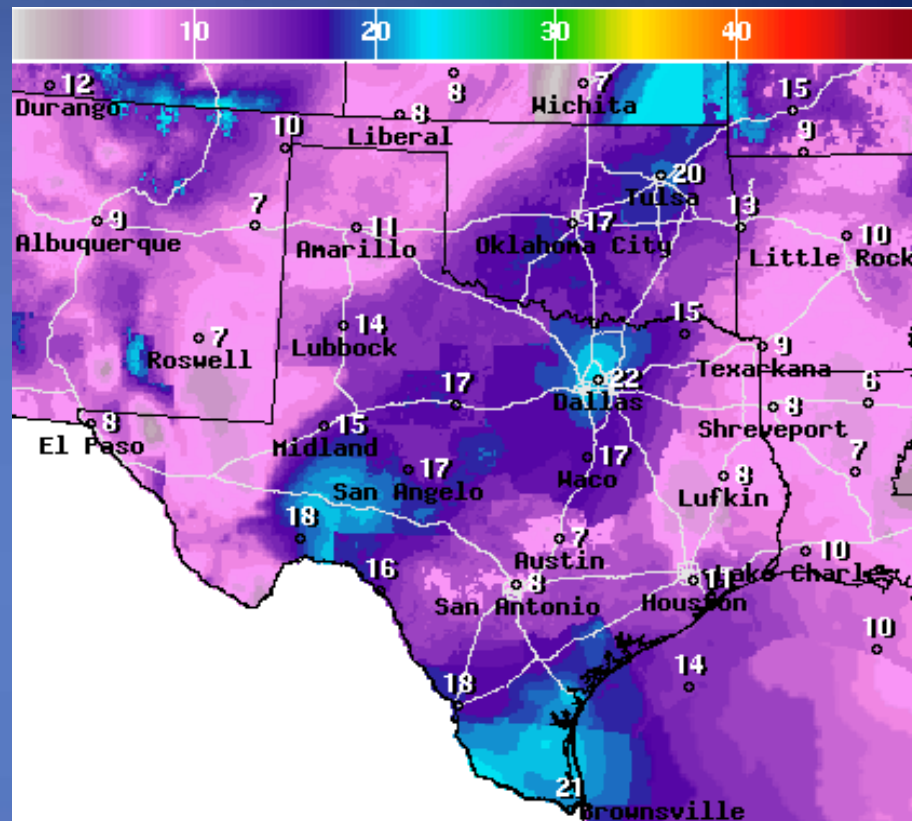 10 20 30 40
12
Durango
8
7
Wichita
15
8
Liberal
10
9
20
Tulsa
9
Albuquerque
7
11
Amarillo
17
Oklahoma City
13
10
Little Rock
7
Roswell
14
Lubbock
15
9
Texarkana
22
Dallas
17
8
Shreveport
6
8
El Paso
15
Midland
17
San Angelo
17
Waco
8
Lufkin
7
18
7
Austin
10
Lake Charles
16
8
San Antonio
11
Houston
10
14
18
21
Brownsville